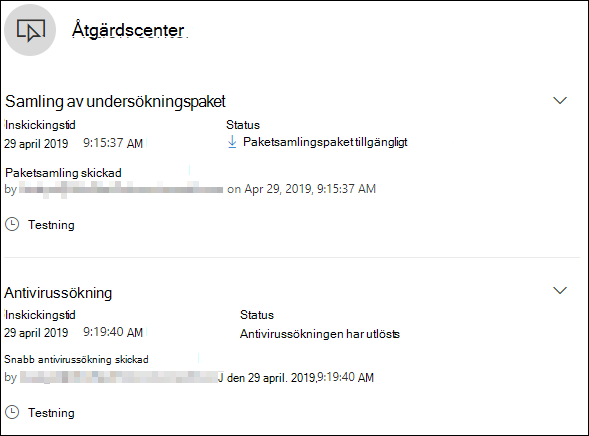 Åtgärdscenter
Samling av undersökningspaket
Inskickingstid Status
29 april 2019 9:15:37 AM Paketsamlingspaket tillgängligt
Paketsamling skickad
by on Apr 29, 2019, 9:15:37 AM
Testning
Antivirussökning
Inskickingstid Status
29 april 2019 9:19:40 AM Antivirussökningen har utlösts
Snabb antivirussökning skickad
by J den 29 april. 2019,9:19:40 AM
Testning